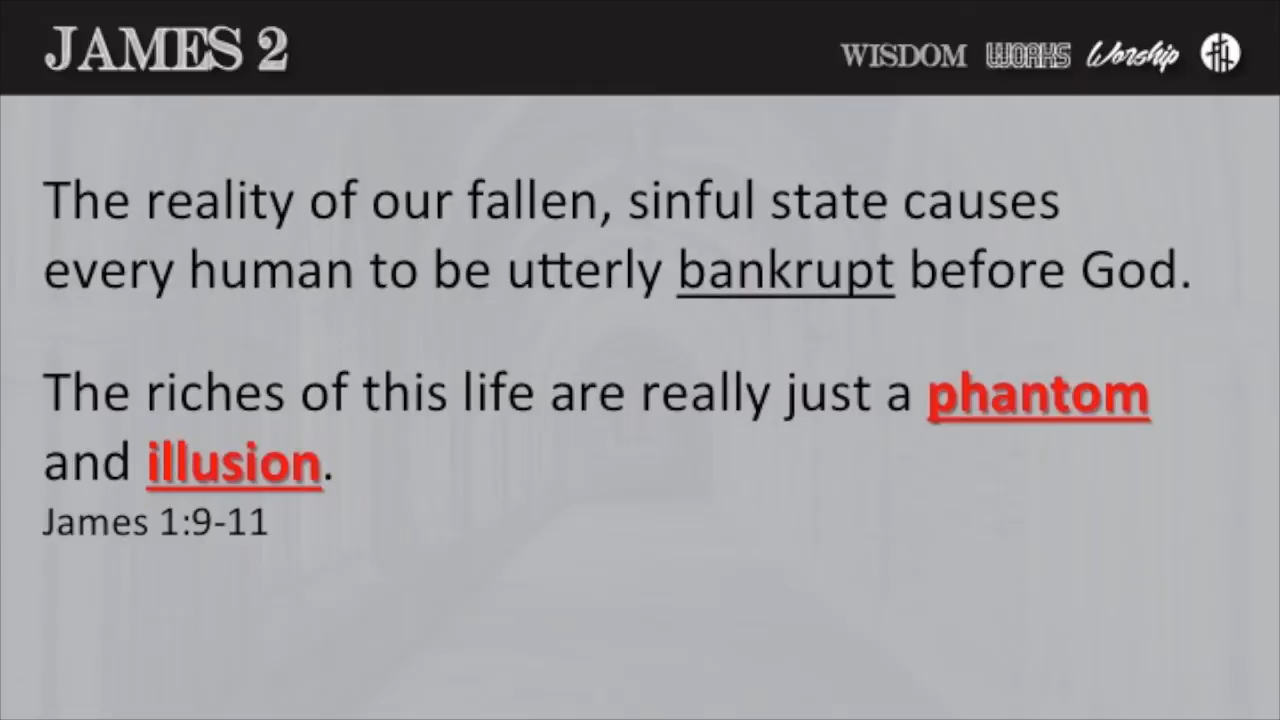 JAMES 2
WISDOM WORKS Worship
The reality of our fallen, sinful state causes
every human to be utterly bankrupt before God.
The riches of this life are really just a phantom
and illusion.
James 1:9-11